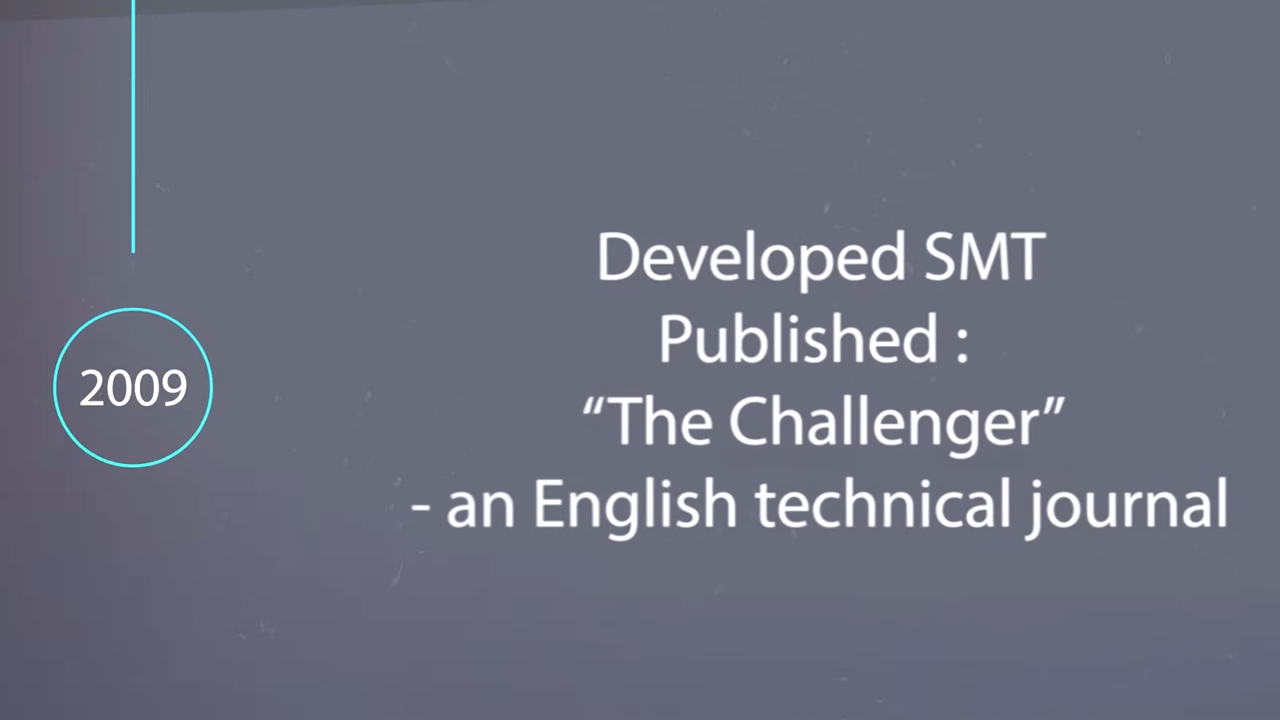 2009
Developed SMT
Published :
“The Challenger”
- an English technical journal